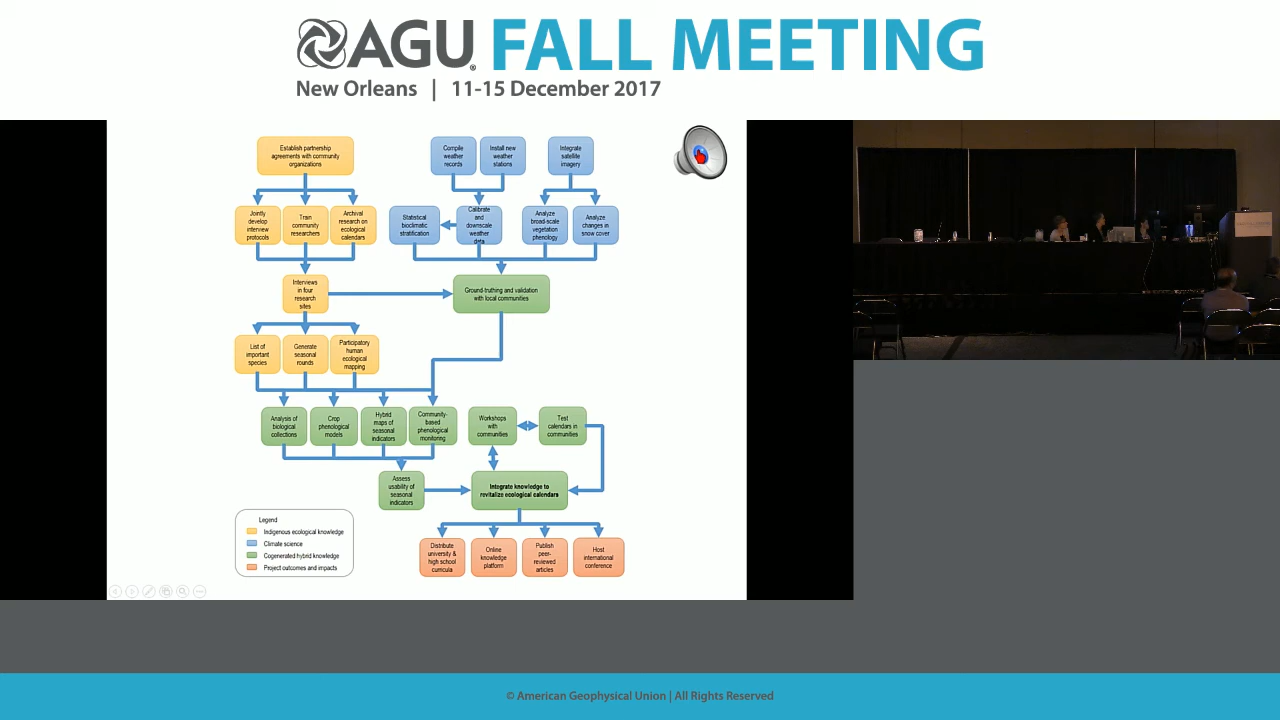 AGU FALL MEETING
New Orleans | 11-15 December 2017
Establish partnership
agreements with community
organizations
Compile
weather
records
Install new
weather
stations
Integrate
satellite
imagery
Jointly
develop
interview
protocols
Train
community
researchers
Archival
research on
ecological
calendars
Statistical
bioclimatic
stratification
Calibrate
and
downscale
weather
data
Analyze
broad-scale
vegetation
phenology
Analyze
changes in
snow cover
Interviews
in four
research
sites
Ground-truthing and validation
with local communities
List of
important
species
Generate
seasonal
rounds
Participatory
human
ecological
mapping
Analysis of
biological
collections
Crop
phenological
models
Hybrid
maps of
seasonal
indicators
Community-
based
phenological
monitoring
Workshops
with
communities
Test
calendars in
communities
Assess
usability of
seasonal
indicators
Integrate knowledge to
revitalize ecological calendars
Legend
Indigenous ecological knowledge
Climate science
Cogenerated hybrid knowledge
Project outcomes and impacts
Distribute
university &
high school
curricula
Online
knowledge
platform
Publish
peer-
reviewed
articles
Host
international
conference
© American Geophysical Union | All Rights Reserved